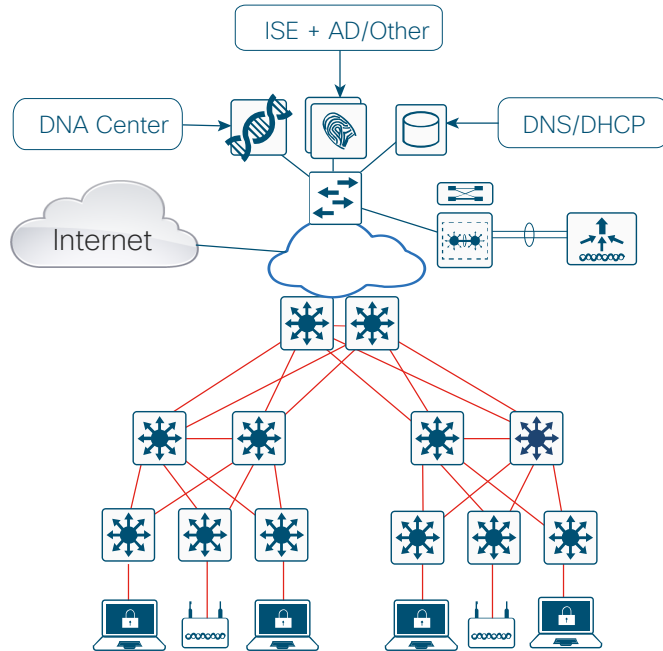 ISE + AD/Other
DNA Center
DNS/DHCP
Internet